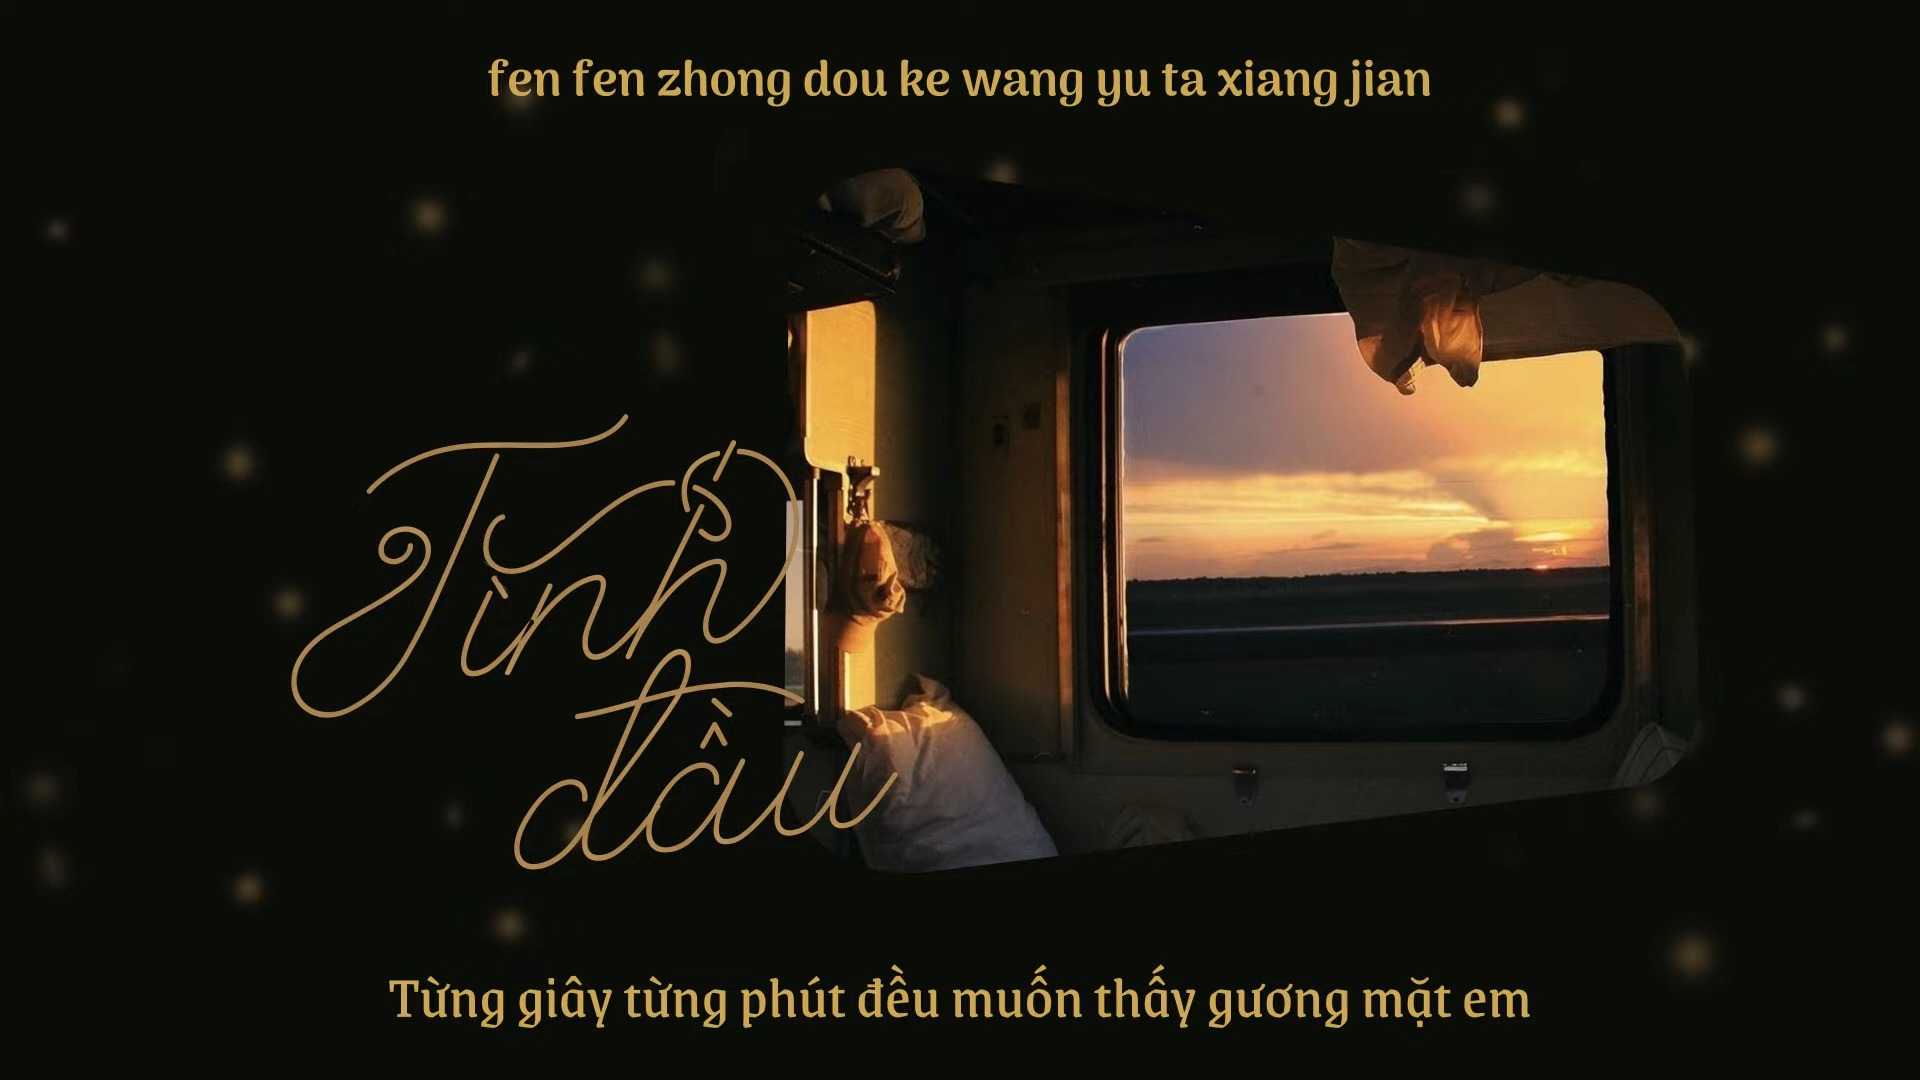 fen fen zhong dou ke wang yu ta xiang jian
Tình
đầu
Từng giây từng phút đều muốn thấy gương mặt em